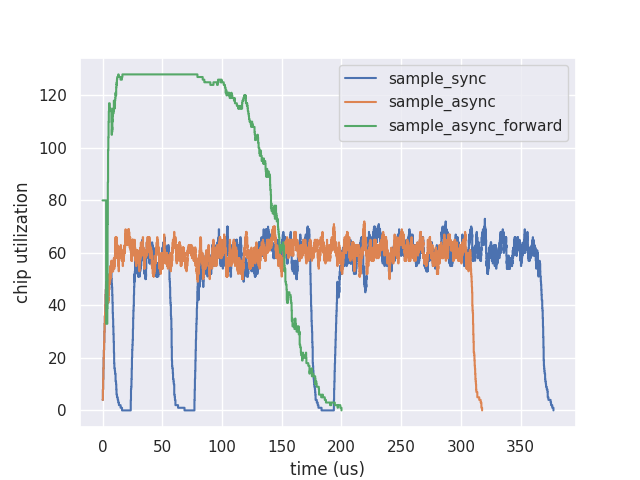 sample_sync
sample_async
sample_async_forward
chip utilization
120
100
80
60
40
20
0
0 50 100 150 200 250 300 350
time (us)